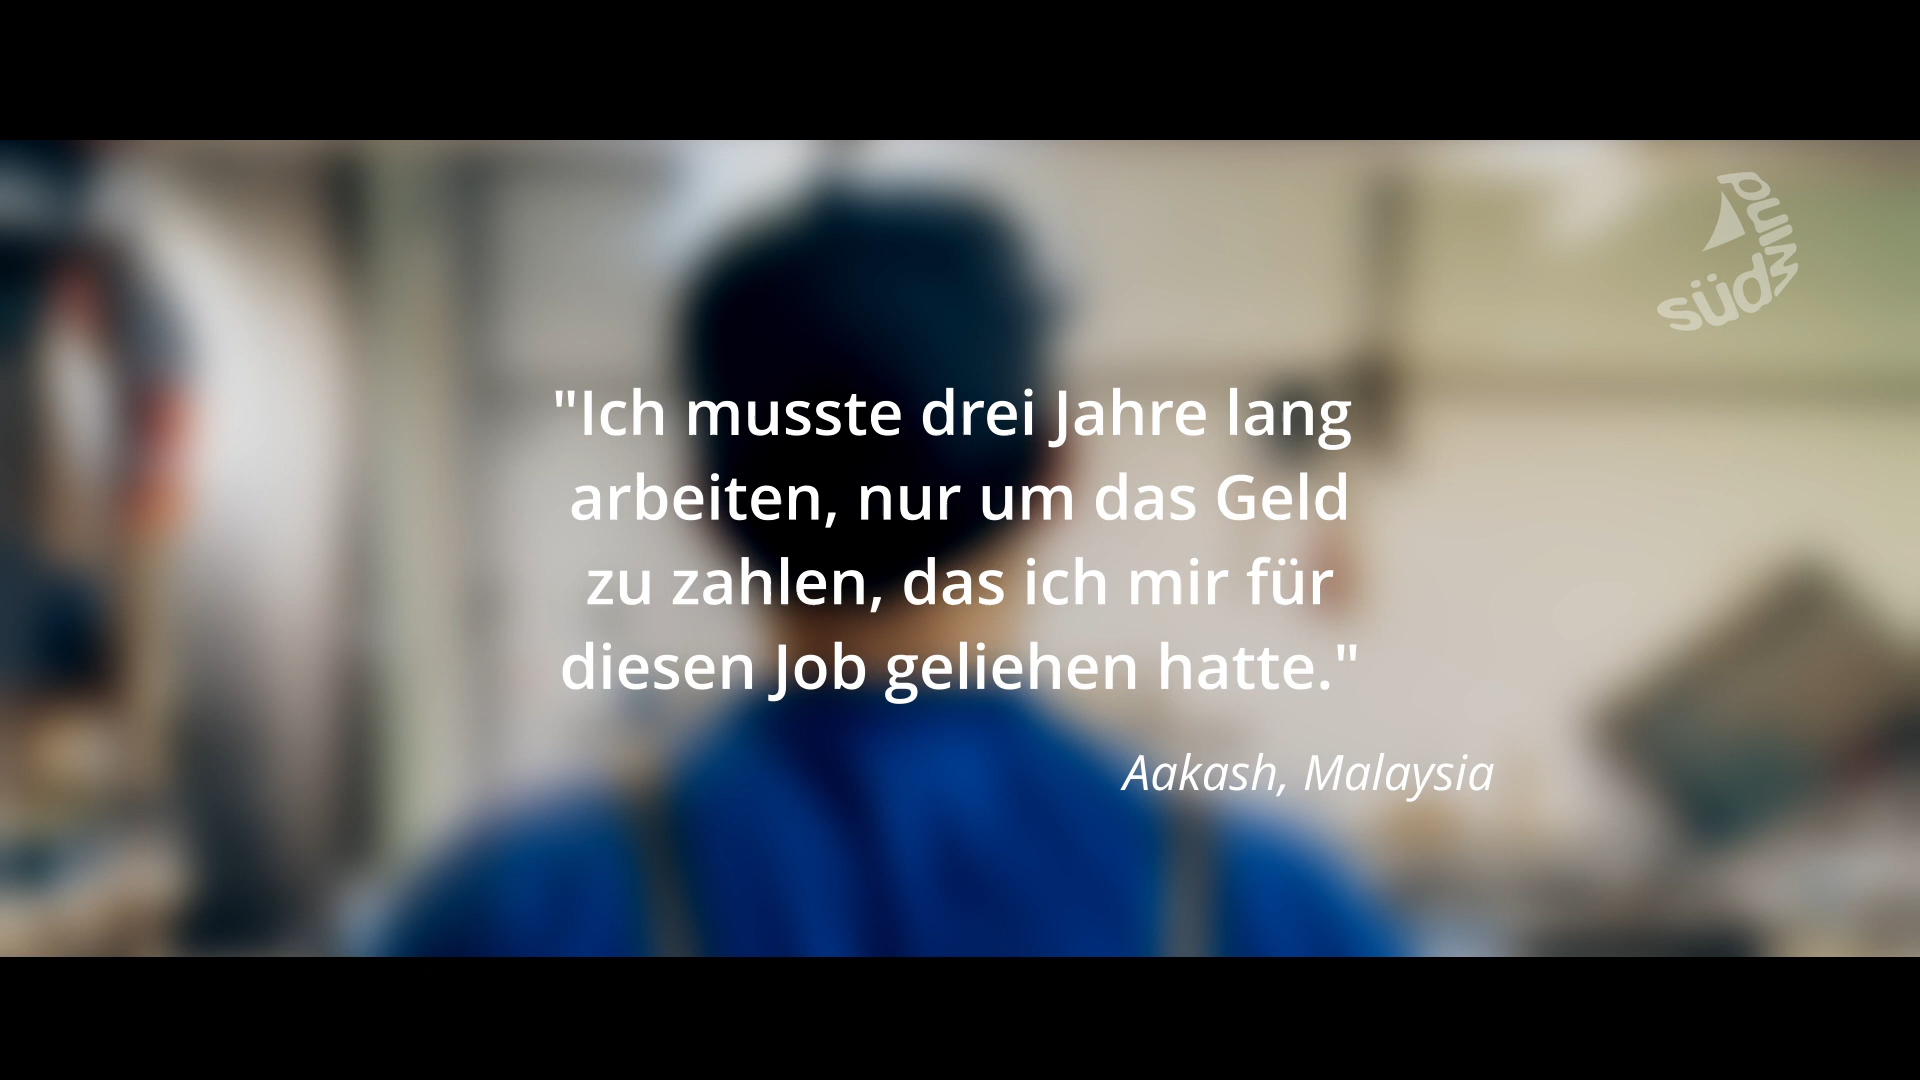 südwind
"Ich musste drei Jahre lang
arbeiten, nur um das Geld
zu zahlen, das ich mir für
diesen Job geliehen hatte."
Aakash, Malaysia